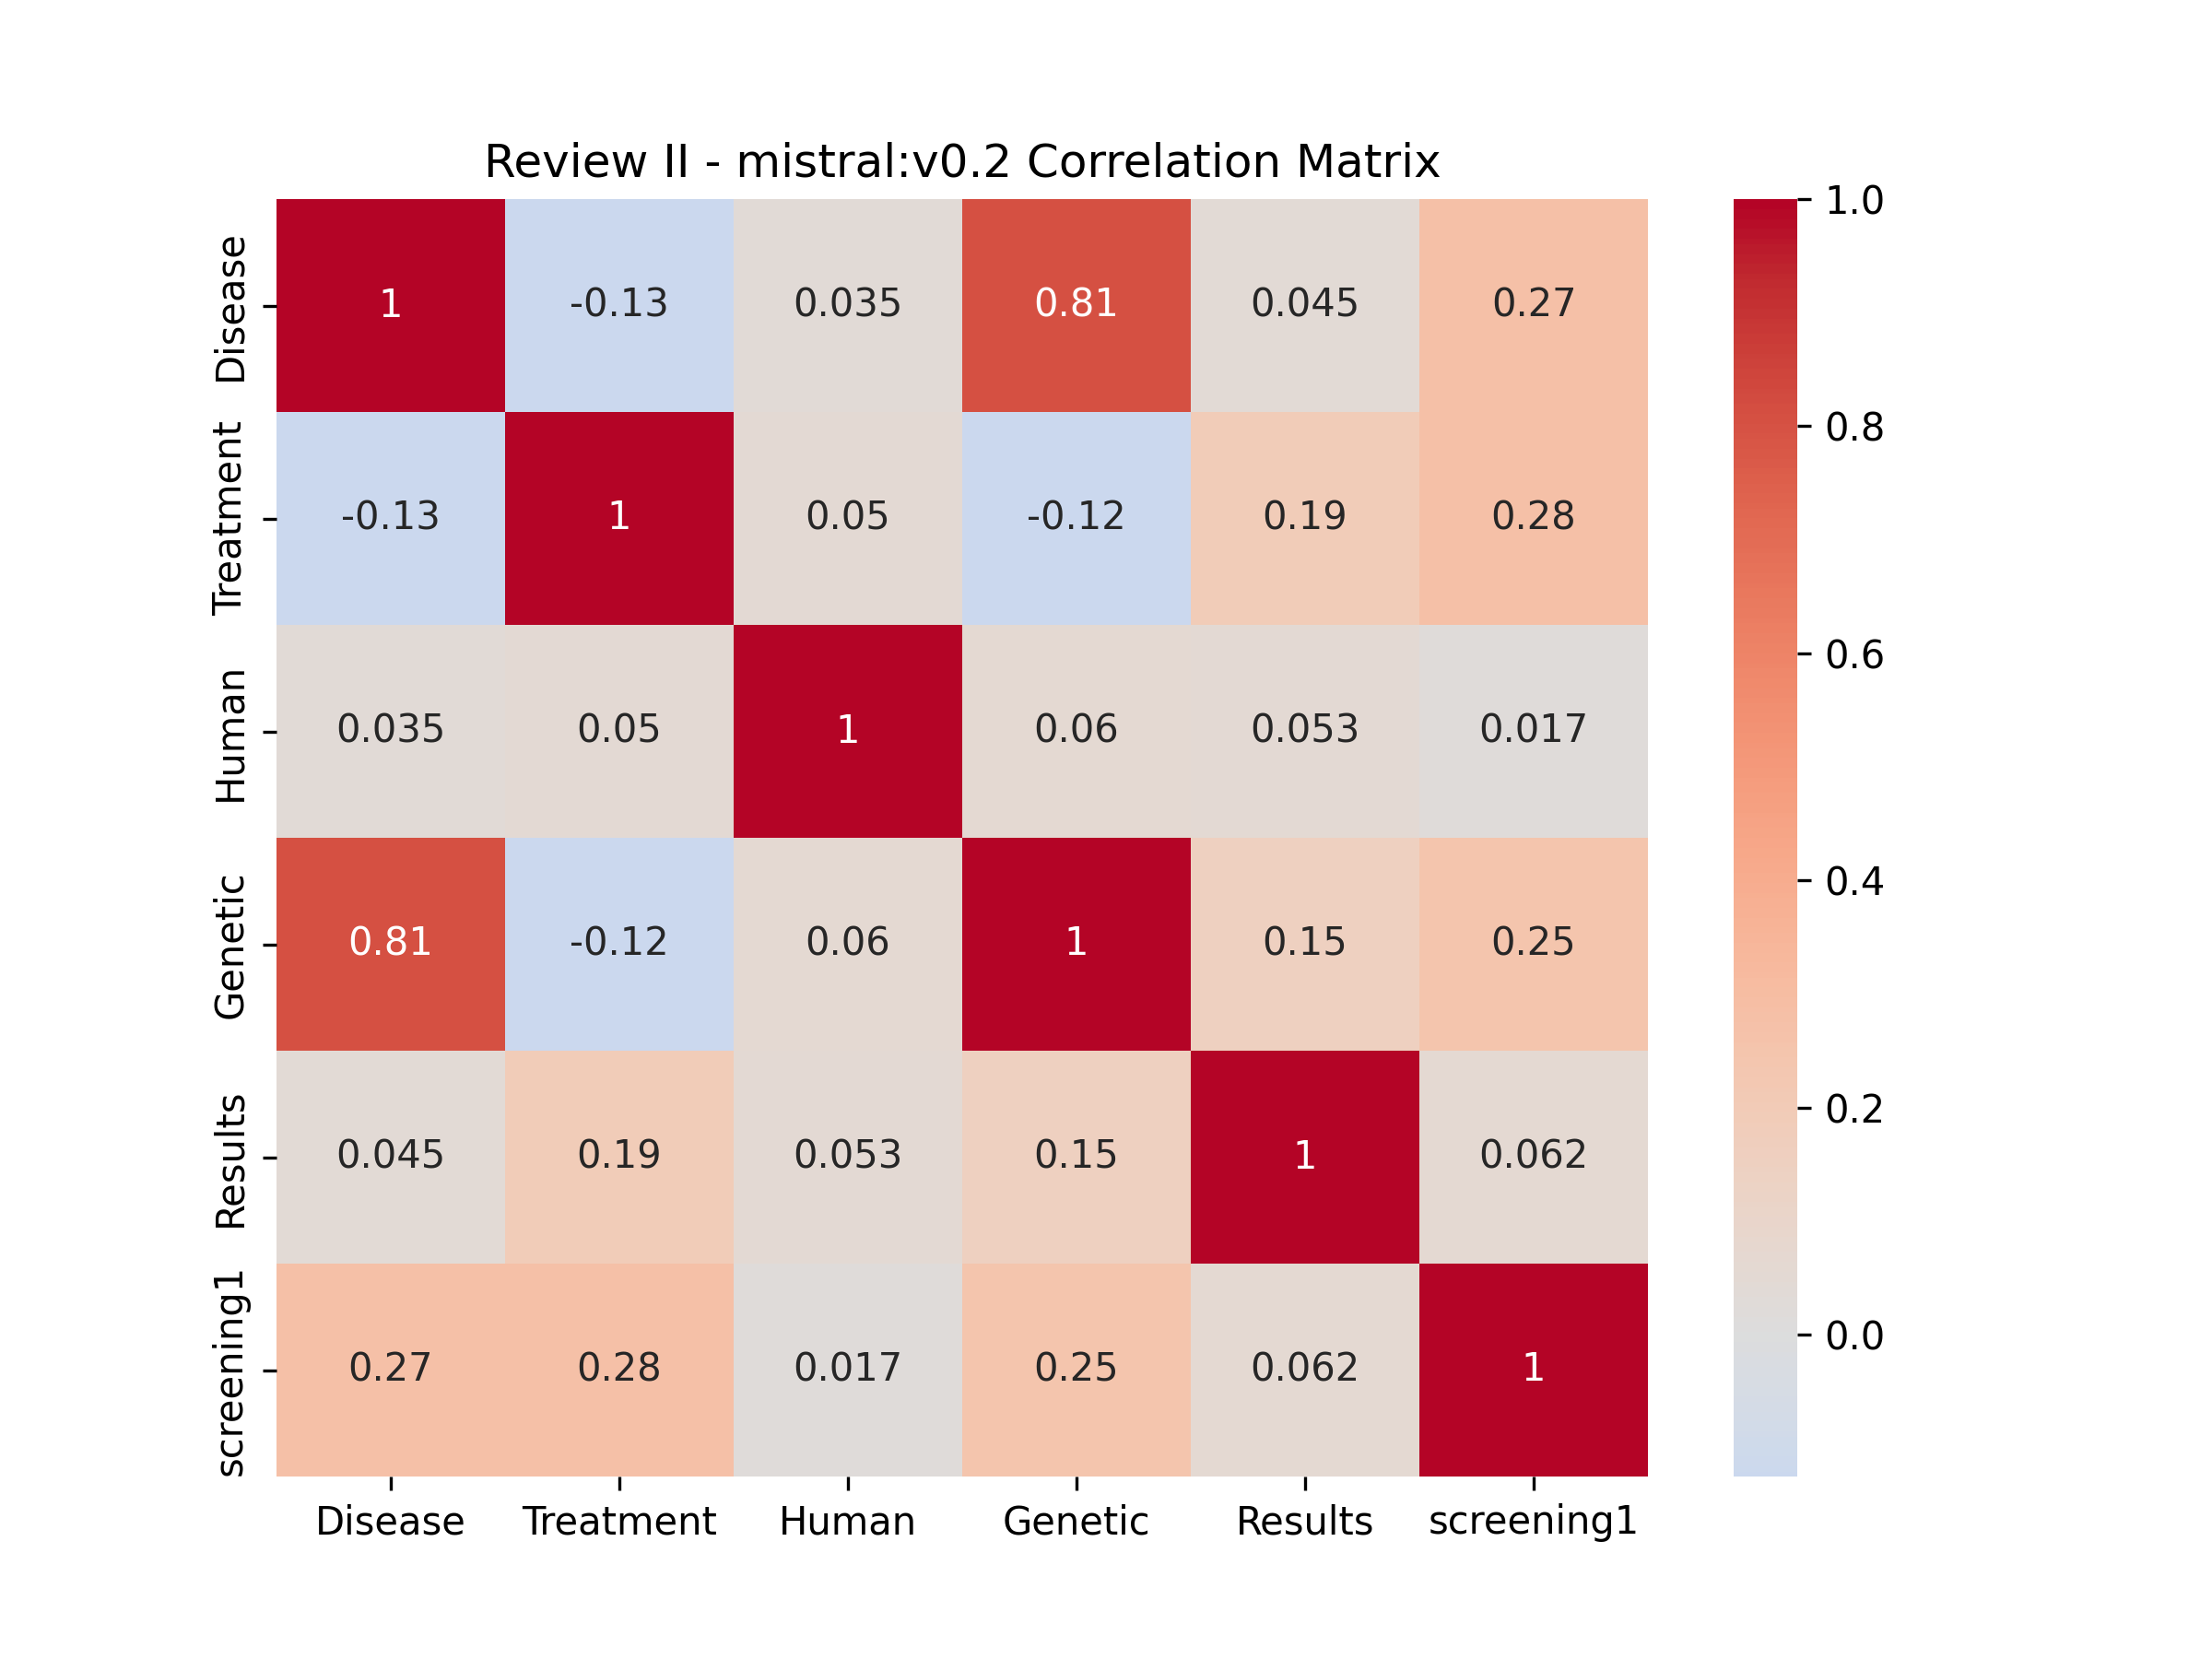 Review II - mistral:v0.2 Correlation Matrix
Disease 1 -0.13 0.035 0.81 0.045 0.27
Treatment -0.13 1 0.05 -0.12 0.19 0.28
Human 0.035 0.05 1 0.06 0.053 0.017
Genetic 0.81 -0.12 0.06 1 0.15 0.25
Results 0.045 0.19 0.053 0.15 1 0.062
screening1 0.27 0.28 0.017 0.25 0.062 1
Disease Treatment Human Genetic Results screening1
1.0
0.8
0.6
0.4
0.2
0.0